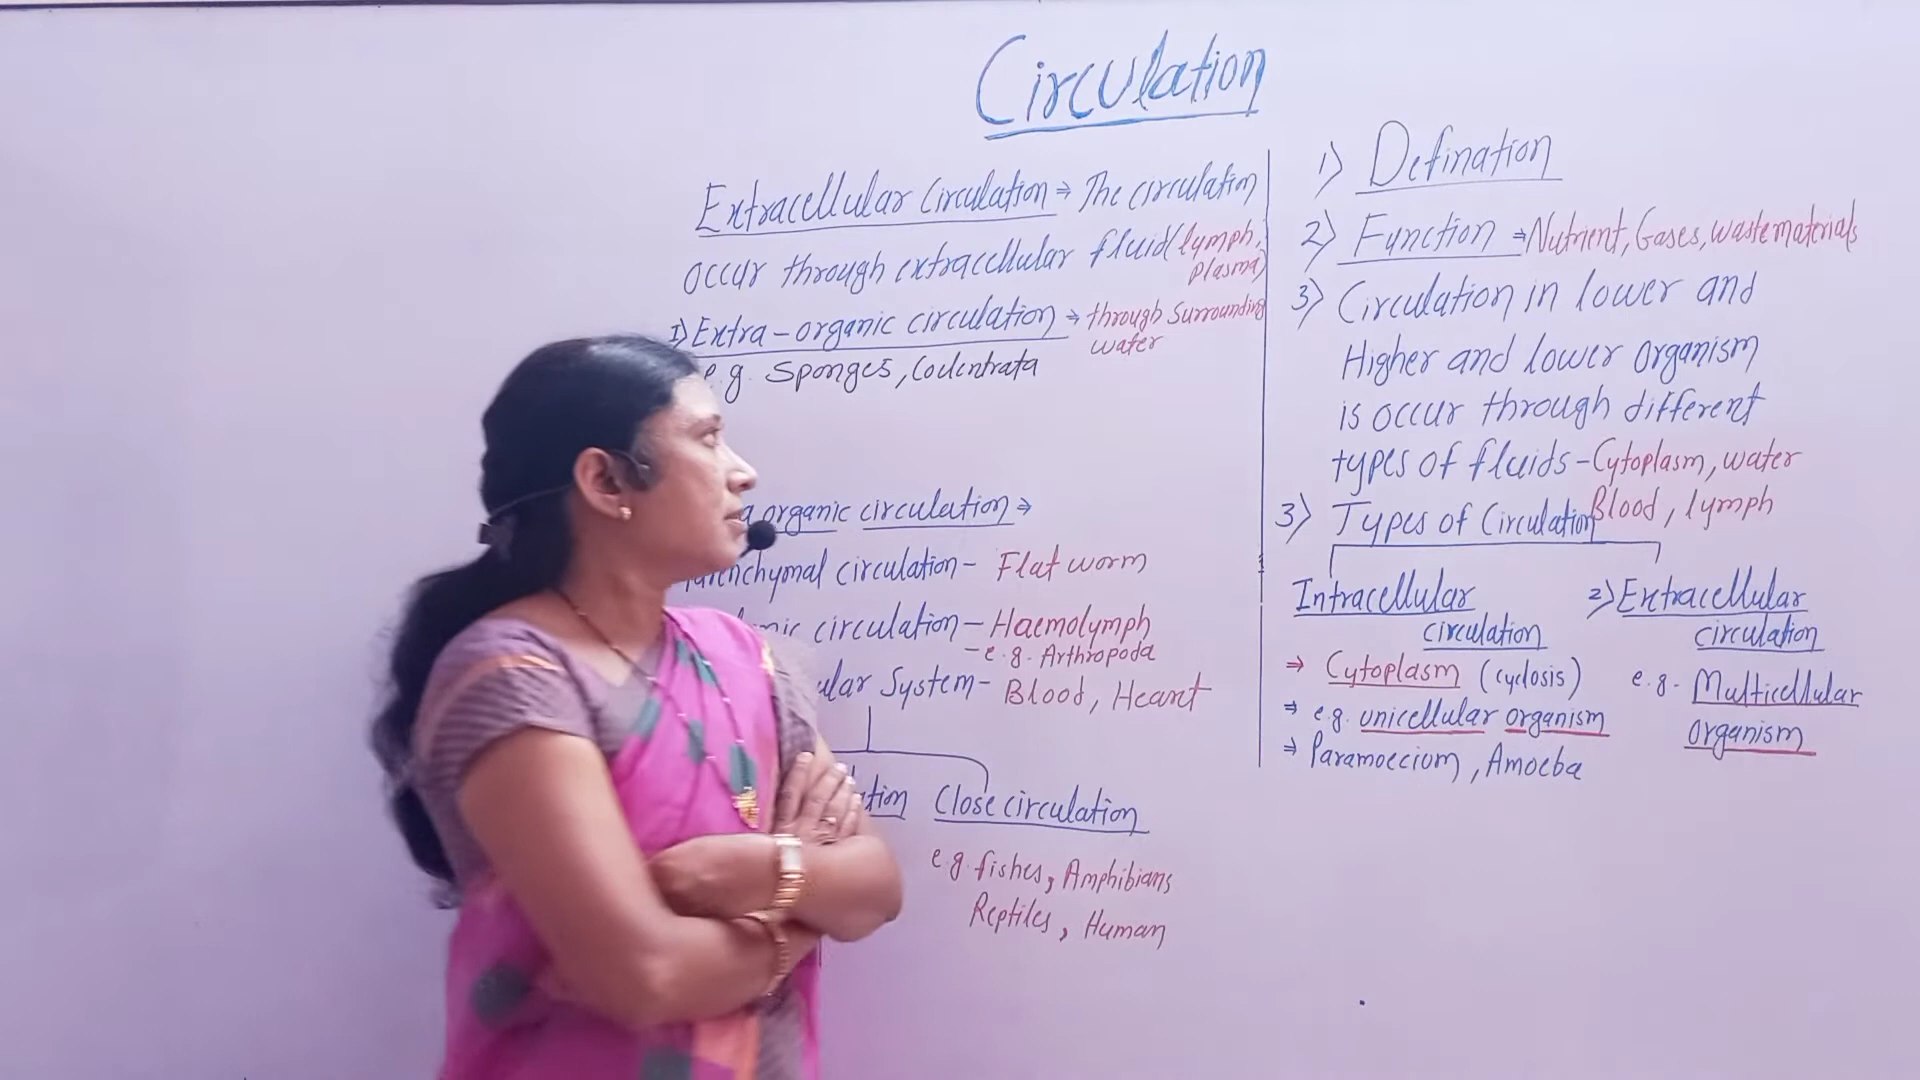 Circulation
Extracellular Circulation ⇒ The circulation
occur through extracellular fluid (lymph,
plasma)
I) Extra-organic circulation ⇒ through surrounding
water
e.g. Sponges, Coelentrata
organic circulation ⇒
circulation - Flat worm
circulation - Haemolymph
- e.g. Arthropoda
System - Blood, Heart
Close circulation
e.g. fishes, Amphibians
Reptiles, Human
1) Defination
2) Function ⇒ Nutrient, Gases, waste materials
3) Circulation in lower and
Higher and lower organism
is occur through different
types of fluids - Cytoplasm, water
Blood, lymph
3) Types of Circulation
Intracellular
circulation
⇒ Cytoplasm (cyclosis)
⇒ e.g. unicellular organism
⇒ Paramoecium, Amoeba
2) Extracellular
circulation
e.g. Multicellular
organism